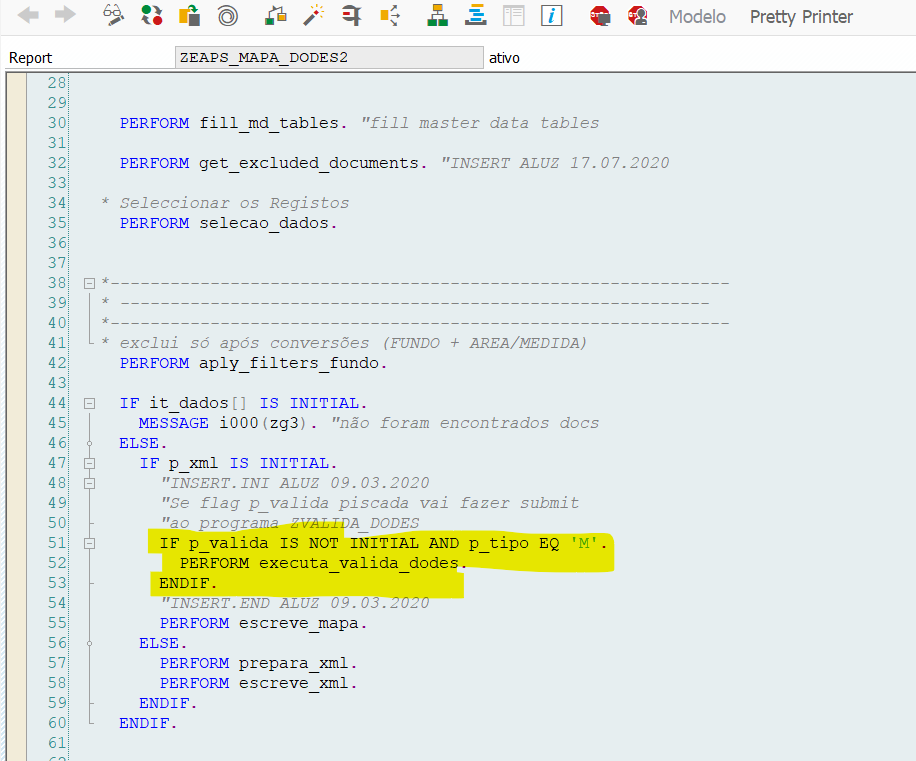 Modelo Pretty Printer
Report ZEAPS_MAPA_DODES2 ativo
28
29
30 PERFORM fill_md_tables. "fill master data tables
31
32 PERFORM get_excluded_documents. "INSERT ALUZ 17.07.2020
33
34 * Seleccionar os Registos
35 PERFORM selecao_dados.
36
37
38 *--------------------------------------------------------------
39 * -----------------------------------------------------------
40 *--------------------------------------------------------------
41 * exclui só após conversões (FUNDO + AREA/MEDIDA)
42 PERFORM aply_filters_fundo.
43
44 IF it_dados[] IS INITIAL.
45 MESSAGE i000(zg3). "não foram encontrados docs
46 ELSE.
47 IF p_xml IS INITIAL.
48 "INSERT.INI ALUZ 09.03.2020
49 "Se flag p_valida piscada vai fazer submit
50 "ao programa ZVALIDA_DODES
51 IF p_valida IS NOT INITIAL AND p_tipo EQ 'M'.
52 PERFORM executa_valida_dodes.
53 ENDIF.
54 "INSERT.END ALUZ 09.03.2020
55 PERFORM escreve_mapa.
56 ELSE.
57 PERFORM prepara_xml.
58 PERFORM escreve_xml.
59 ENDIF.
60 ENDIF.
61